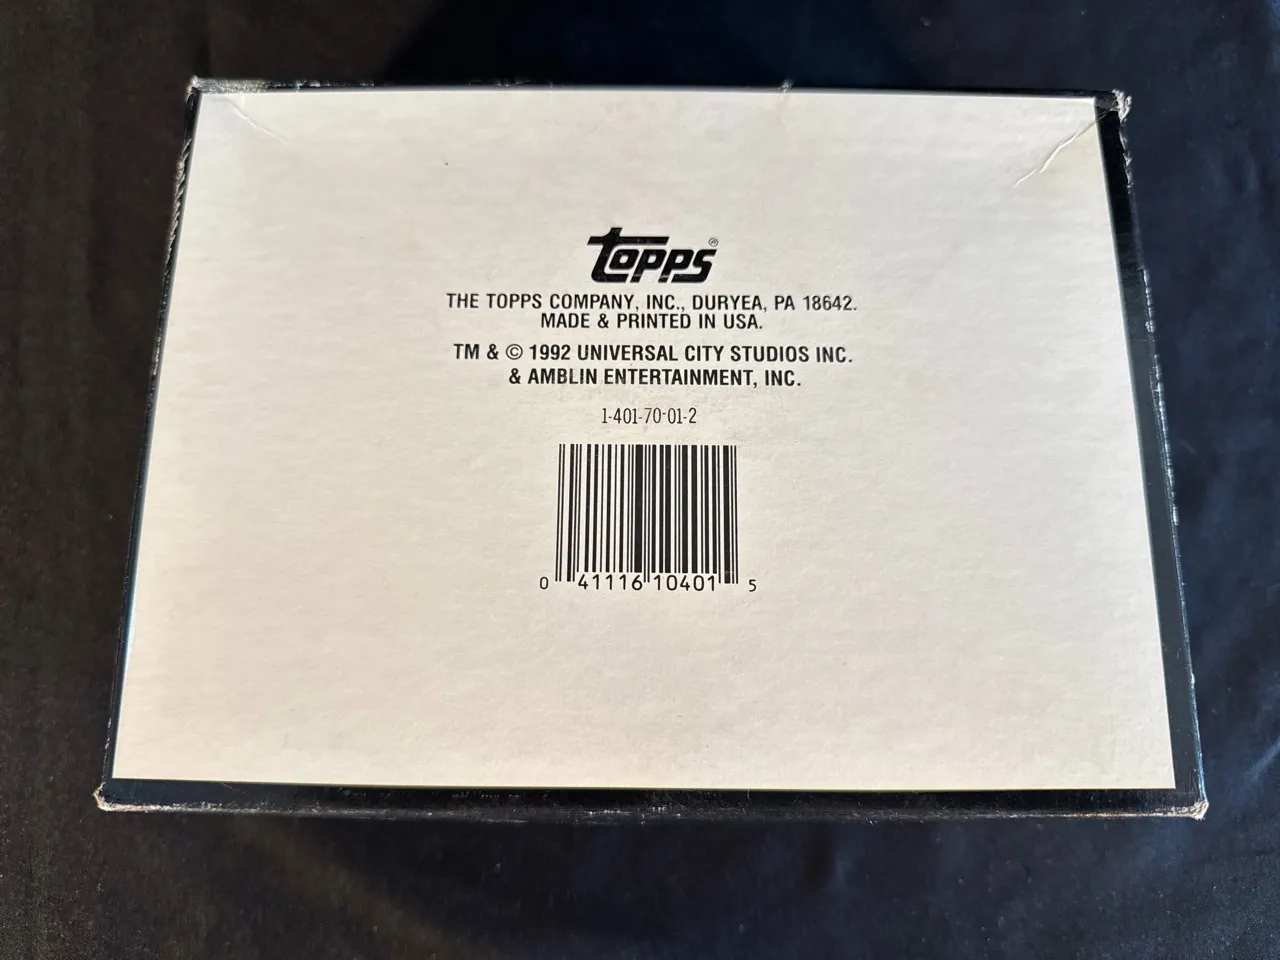 topps®
THE TOPPS COMPANY, INC., DURYEA, PA 18642.
MADE & PRINTED IN USA.
TM & © 1992 UNIVERSAL CITY STUDIOS INC.
& AMBLIN ENTERTAINMENT, INC.
1-401-70-01-2
0 41116 10401 5